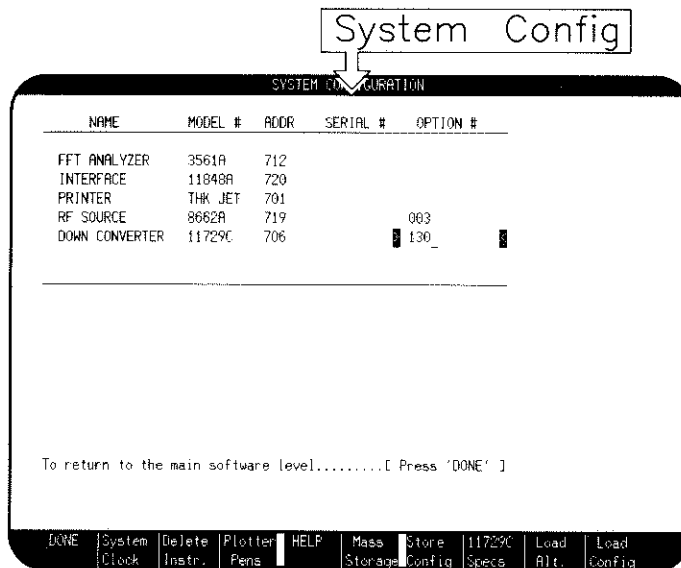 System Config
SYSTEM CONFIGURATION
NAME MODEL # ADDR SERIAL # OPTION #
FFT ANALYZER 3561A 712
INTERFACE 11848A 720
PRINTER THK JET 701
RF SOURCE 8662A 719 003
DOWN CONVERTER 11729C 706 130_
To return to the main software level.........[ Press 'DONE' ]
DONE System Delete Plotter HELP Mass Store 11729C Load Load
Clock Instr. Pens Storage Config Specs Alt. Config